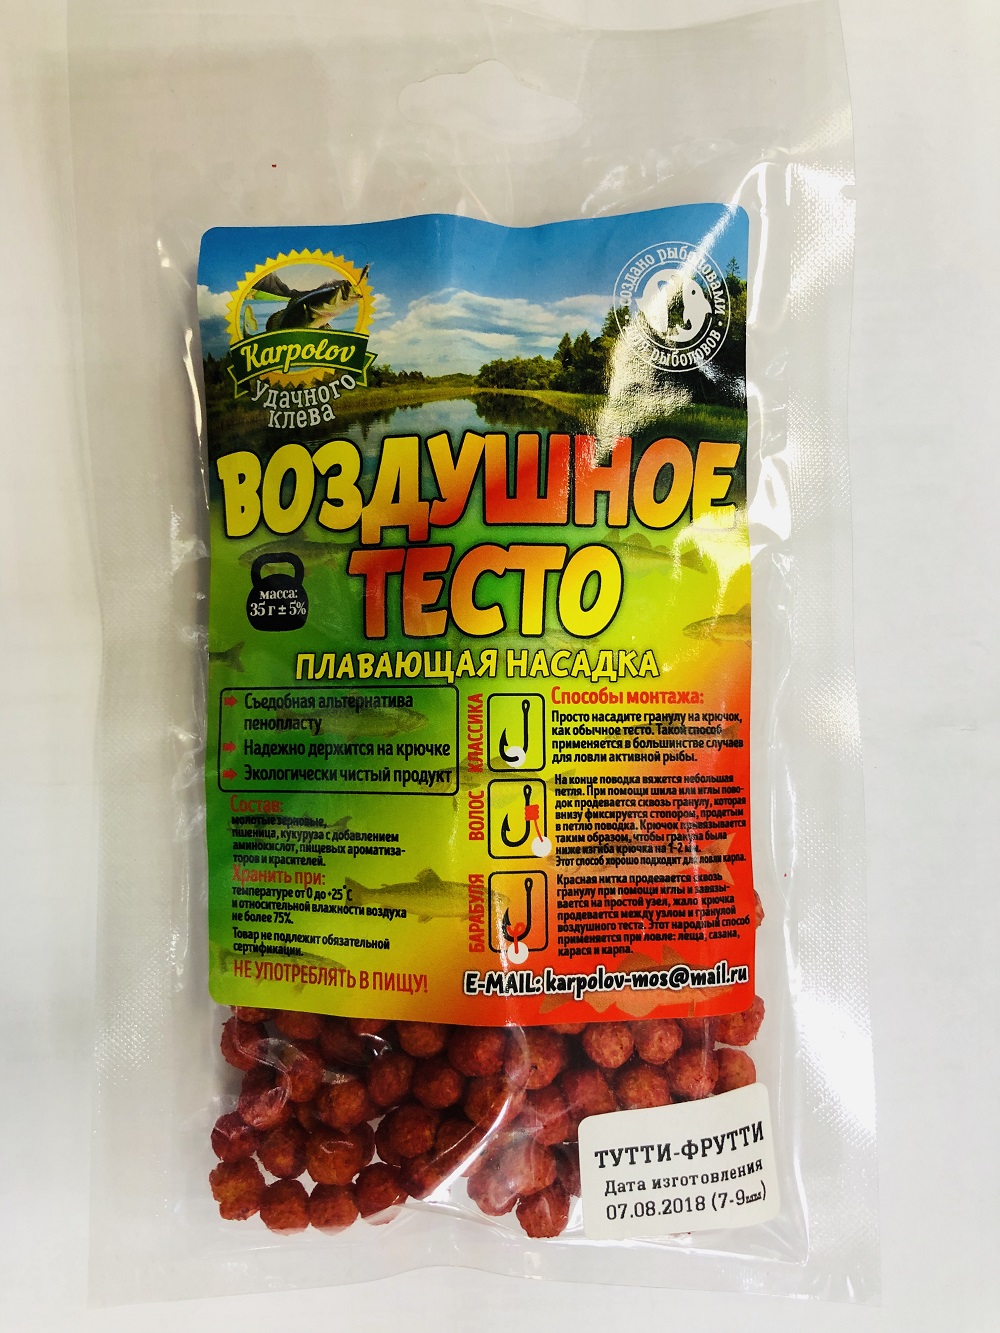 Karpolov
удачного
клева
создано рыболовами
для рыболовов
ВОЗДУШНОЕ
ТЕСТО
масса:
35 г ± 5%
ПЛАВАЮЩАЯ НАСАДКА
Съедобная альтернатива
пенопласту
Надежно держится на крючке
Экологически чистый продукт
Состав:
молотые зерновые,
пшеница, кукуруза с добавлением
аминокислот, пищевых ароматиза-
торов и красителей.
Хранить при:
температуре от 0 до +25°С
и относительной влажности воздуха
не более 75%.
Товар не подлежит обязательной
сертификации.
НЕ УПОТРЕБЛЯТЬ В ПИЩУ!
Способы монтажа:
КЛАССИКА
Просто насадите гранулу на крючок,
как обычное тесто. Такой способ
применяется в большинстве случаев
для ловли активной рыбы.
ВОЛОС
На конце поводка вяжется небольшая
петля. При помощи шила или иглы пово-
док продевается сквозь гранулу, которая
внизу фиксируется стопором, продетым
в петлю поводка. Крючок привязывается
таким образом, чтобы гранула была
ниже изгиба крючка на 1-2 мм.
Этот способ хорошо подходит для ловли карпа.
БАРАБУЛЯ
Красная нитка продевается сквозь
гранулу при помощи иглы и завязы-
вается на простой узел, жало крючка
продевается между узлом и гранулой
воздушного теста. Этот народный способ
применяется при ловле: леща, сазана,
карася и карпа.
E-MAIL: karpolov-mos@mail.ru
ТУТТИ-ФРУТТИ
Дата изготовления
07.08.2018 (7-9мм)